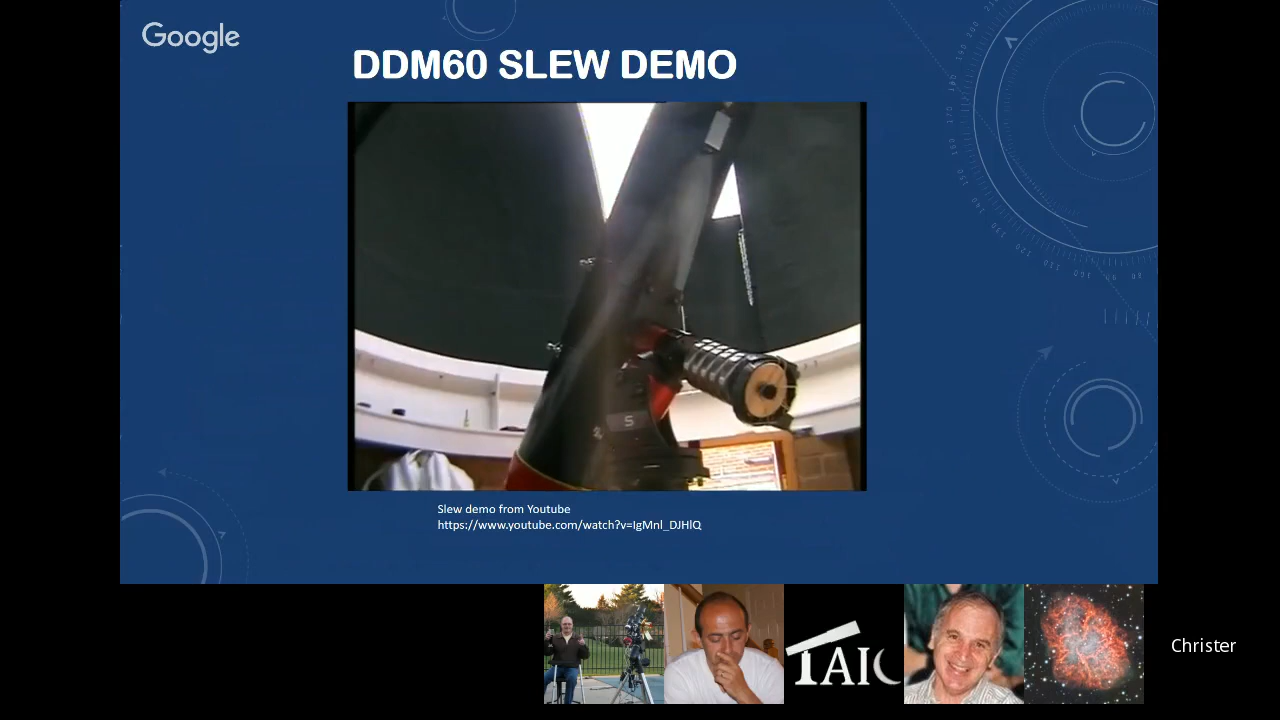 Google
DDM60 SLEW DEMO
S
Slew demo from Youtube
https://www.youtube.com/watch?v=IgMnl_DJHlQ
TAIC
Christer